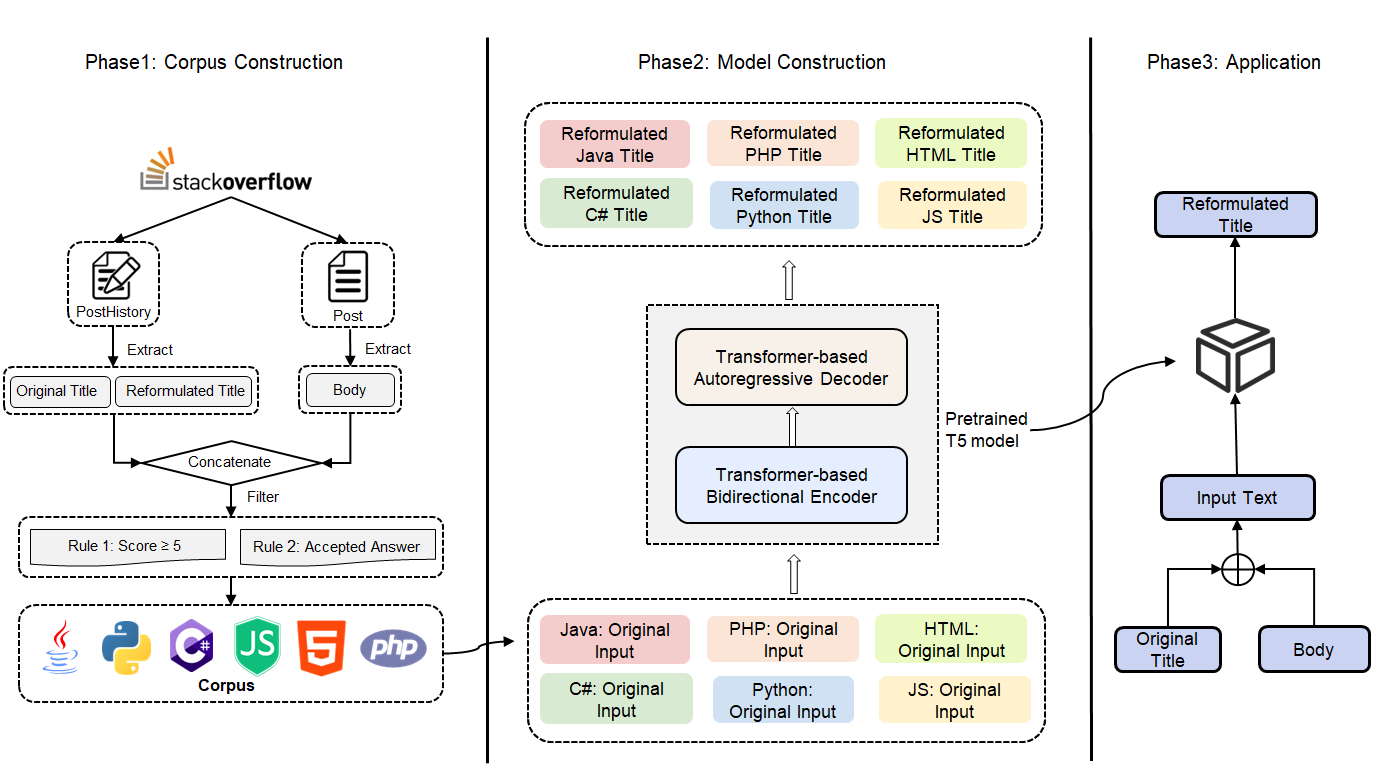 Phase1: Corpus Construction
stackoverflow
PostHistory
Post
Extract
Extract
Original Title
Reformulated Title
Body
Concatenate
Filter
Rule 1: Score ≥ 5
Rule 2: Accepted Answer
C#
JS
5
php
Corpus
Phase2: Model Construction
Reformulated
Java Title
Reformulated
PHP Title
Reformulated
HTML Title
Reformulated
C# Title
Reformulated
Python Title
Reformulated
JS Title
Transformer-based
Autoregressive Decoder
Transformer-based
Bidirectional Encoder
Pretrained
T5 model
Java: Original
Input
PHP: Original
Input
HTML:
Original Input
C#: Original
Input
Python:
Original Input
JS: Original
Input
Phase3: Application
Reformulated
Title
Input Text
Original
Title
Body